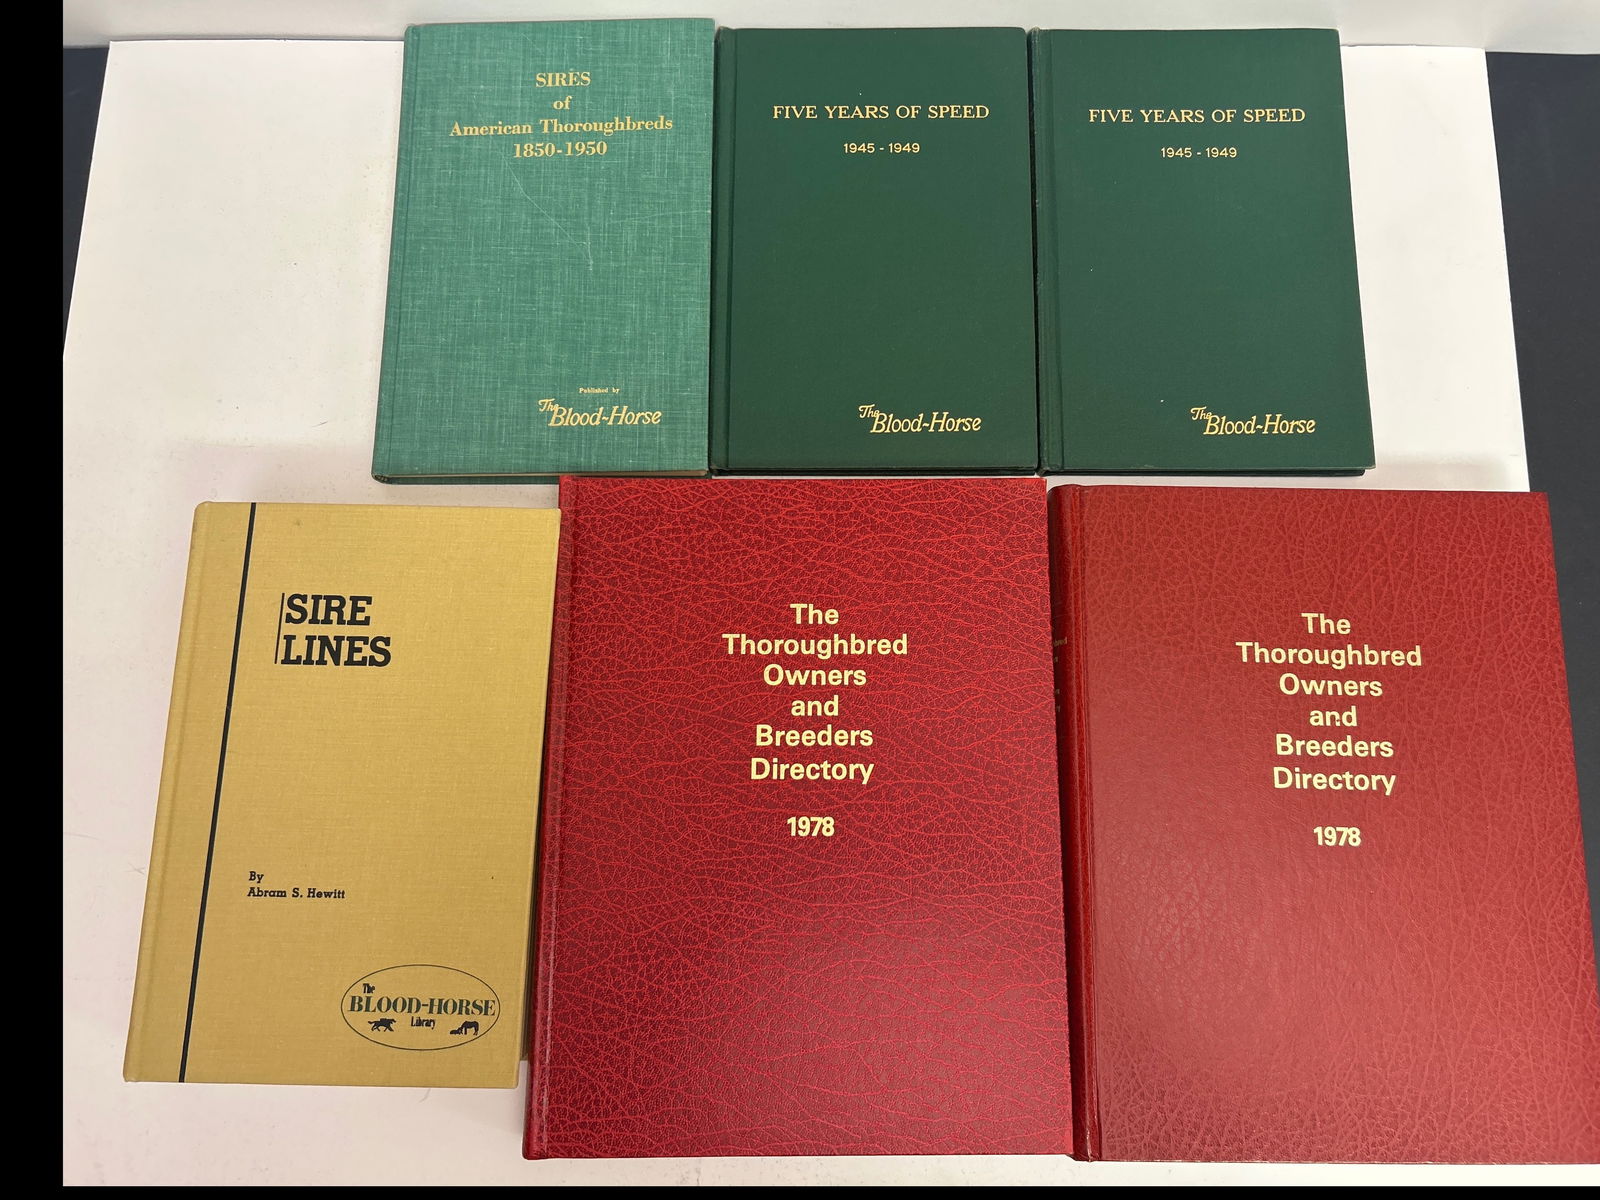 SIRES
of
American Thoroughbreds
1850-1950
Published by
The Blood-Horse
FIVE YEARS OF SPEED
1945 - 1949
The Blood-Horse
FIVE YEARS OF SPEED
1945 - 1949
The Blood-Horse
SIRE
LINES
By
Abram S. Hewitt
The
BLOOD-HORSE
Library
The
Thoroughbred
Owners
and
Breeders
Directory
1978
The
Thoroughbred
Owners
and
Breeders
Directory
1978